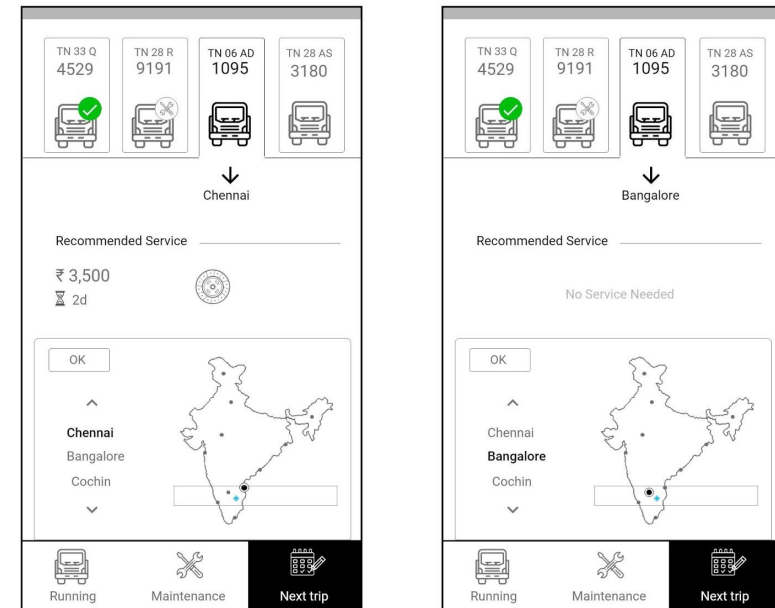 TN 33 Q
4529
TN 28 R
9191
TN 06 AD
1095
TN 28 AS
3180
Chennai
Recommended Service
₹ 3,500
2d
OK
Chennai
Bangalore
Cochin
Running
Maintenance
Next trip
TN 33 Q
4529
TN 28 R
9191
TN 06 AD
1095
TN 28 AS
3180
Bangalore
Recommended Service
No Service Needed
OK
Chennai
Bangalore
Cochin
Running
Maintenance
Next trip